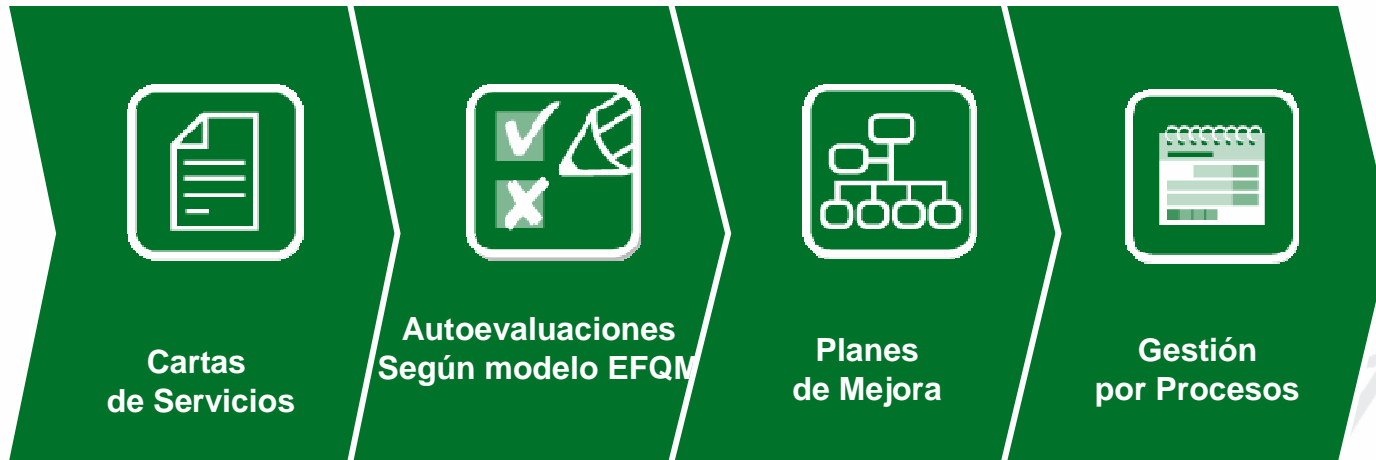 Cartas
de Servicios
Autoevaluaciones
Según modelo EFQM
Planes
de Mejora
Gestión
por Procesos